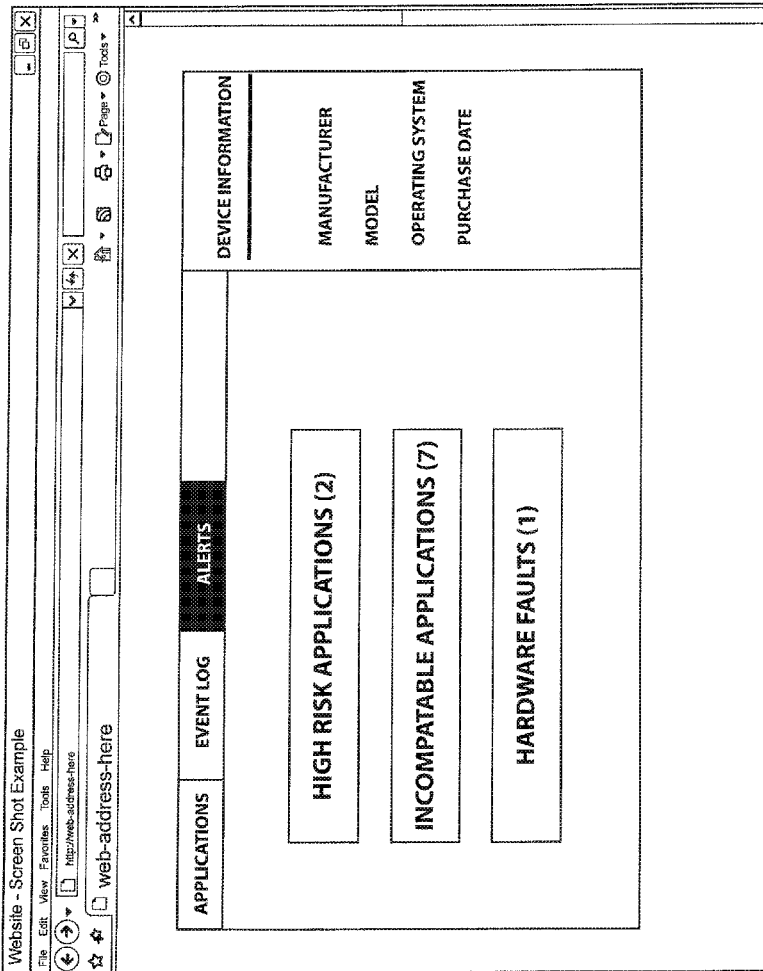 Website - Screen Shot Example
File Edit View Favorites Tools Help
http://web-address-here
web-address-here
Page Tools
APPLICATIONS EVENT LOG ALERTS
HIGH RISK APPLICATIONS (2)
INCOMPATABLE APPLICATIONS (7)
HARDWARE FAULTS (1)
DEVICE INFORMATION
MANUFACTURER
MODEL
OPERATING SYSTEM
PURCHASE DATE